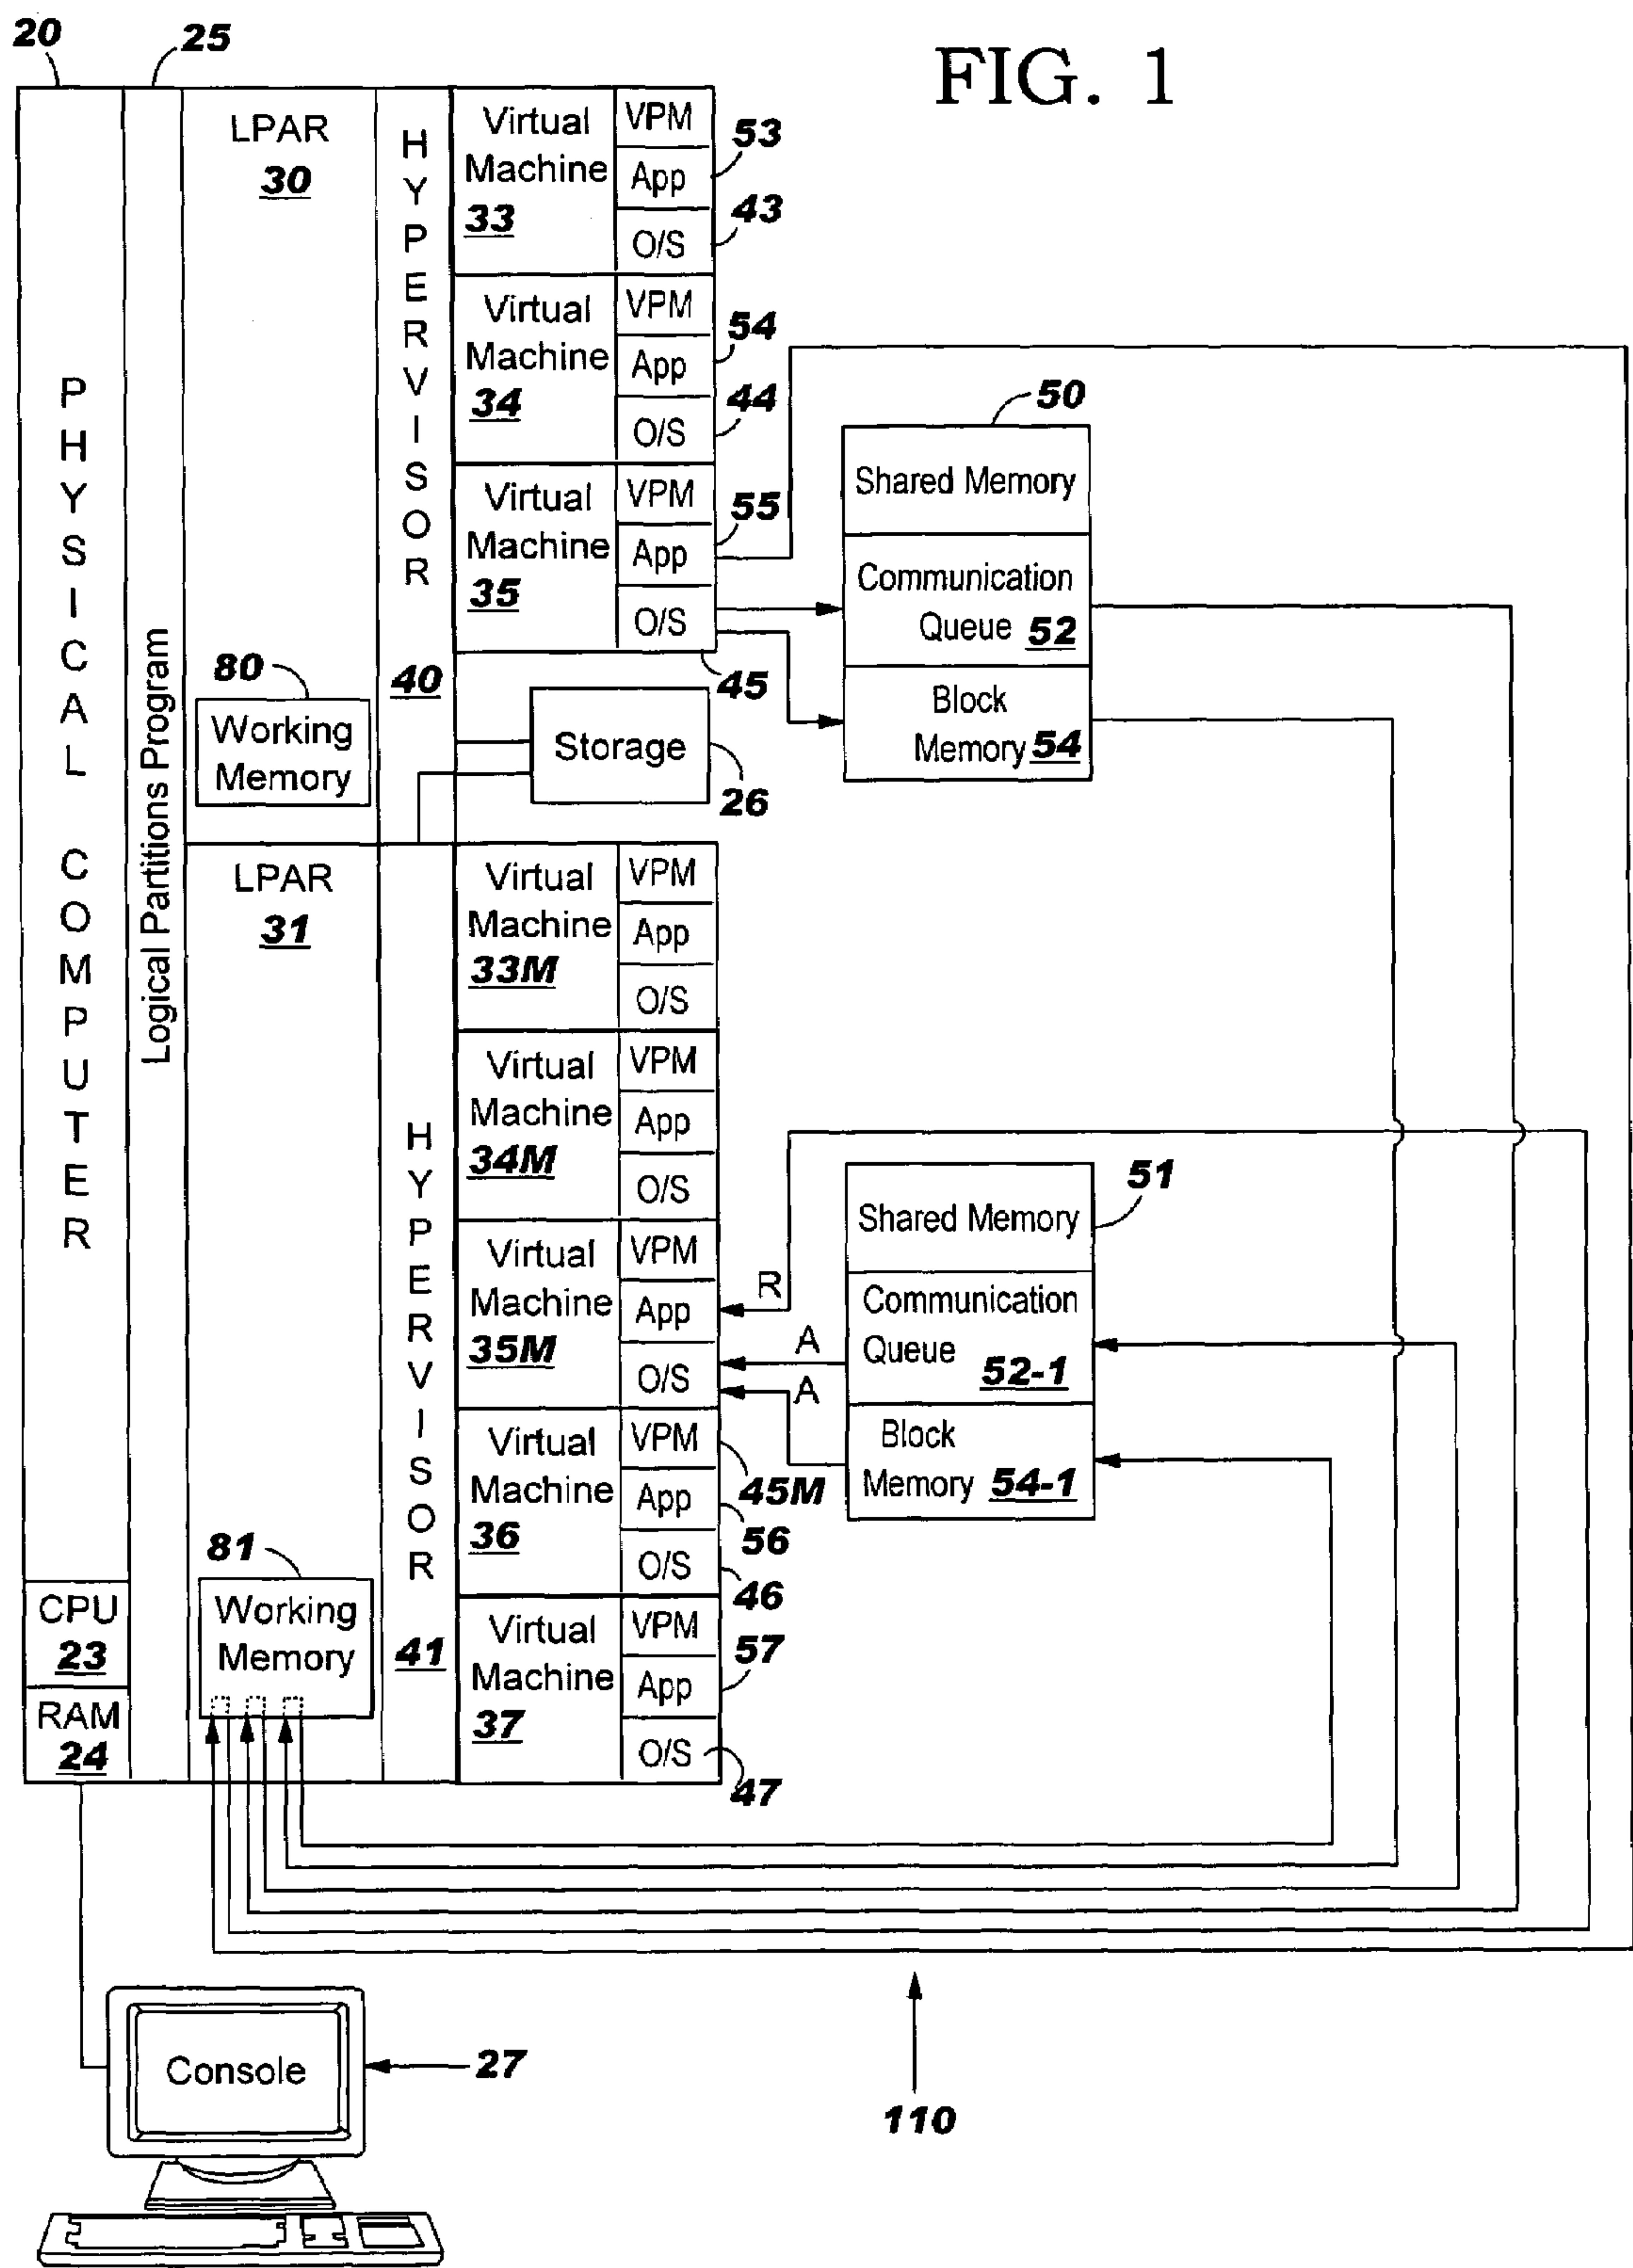 FIG. 1
20
25
PHYSICAL COMPUTER
CPU
23
RAM
24
Logical Partitions Program
LPAR
30
80
Working
Memory
HYPERVISOR
40
Virtual
Machine
33
VPM
App
O/S
53
43
Virtual
Machine
34
VPM
App
O/S
54
44
Virtual
Machine
35
VPM
App
O/S
55
45
Storage
26
50
Shared Memory
Communication
Queue 52
Block
Memory 54
LPAR
31
81
Working
Memory
HYPERVISOR
41
Virtual
Machine
33M
VPM
App
O/S
Virtual
Machine
34M
VPM
App
O/S
Virtual
Machine
35M
VPM
App
O/S
R
A
A
Virtual
Machine
36
VPM
App
O/S
45M
56
46
Virtual
Machine
37
VPM
App
O/S
57
47
51
Shared Memory
Communication
Queue
52-1
Block
Memory 54-1
Console
27
110